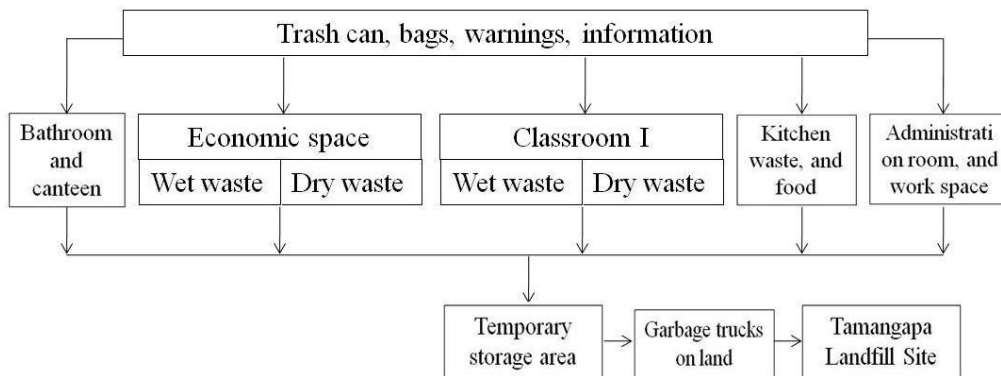 Trash can, bags, warnings, information
Bathroom
and
canteen
Economic space
Wet waste
Dry waste
Classroom I
Wet waste
Dry waste
Kitchen
waste, and
food
Administrati
on room, and
work space
Temporary
storage area
Garbage trucks
on land
Tamangapa
Landfill Site